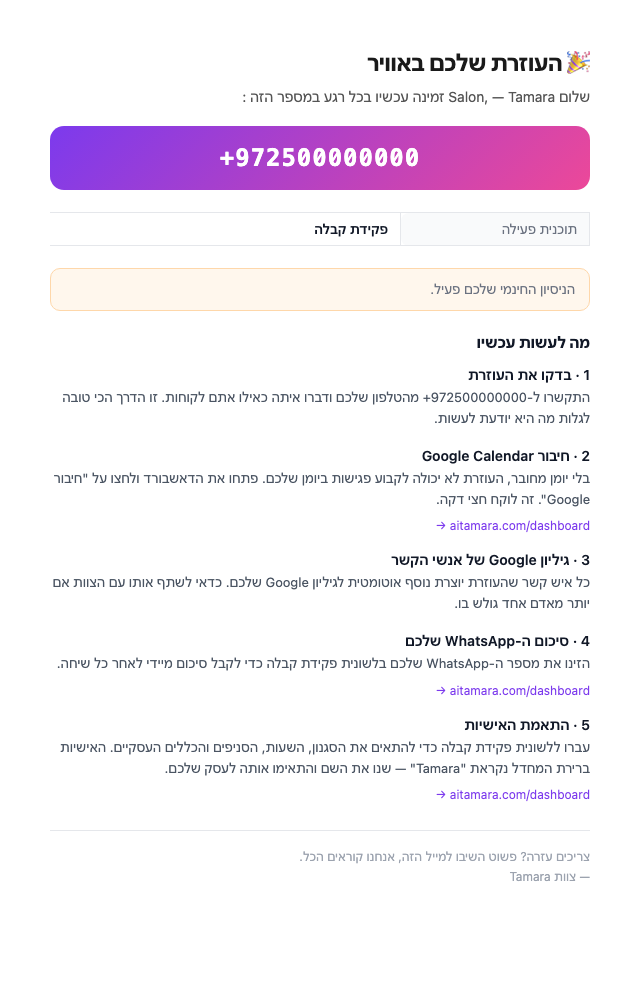 🎉 העוזרת שלכם באוויר
שלום Salon, — Tamara זמינה עכשיו בכל רגע במספר הזה :
+972500000000
תוכנית פעילה
פקידת קבלה
הניסיון החינמי שלכם פעיל.
מה לעשות עכשיו
1 · בדקו את העוזרת
התקשרו ל-972500000000+ מהטלפון שלכם ודברו איתה כאילו אתם לקוחות. זו הדרך הכי טובה
לגלות מה היא יודעת לעשות.
2 · חיבור Google Calendar
בלי יומן מחובר, העוזרת לא יכולה לקבוע פגישות ביומן שלכם. פתחו את הדאשבורד ולחצו על "חיבור
Google". זה לוקח חצי דקה.
aitamara.com/dashboard →
3 · גיליון Google של אנשי הקשר
כל איש קשר שהעוזרת יוצרת נוסף אוטומטית לגיליון Google שלכם. כדאי לשתף אותו עם הצוות אם
יותר מאדם אחד גולש בו.
4 · סיכום ה-WhatsApp שלכם
הזינו את מספר ה-WhatsApp שלכם בלשונית פקידת קבלה כדי לקבל סיכום מיידי לאחר כל שיחה.
aitamara.com/dashboard →
5 · התאמת האישיות
עברו ללשונית פקידת קבלה כדי להתאים את הסגנון, השעות, הסניפים והכללים העסקיים. האישיות
ברירת המחדל נקראת "Tamara" — שנו את השם והתאימו אותה לעסק שלכם.
aitamara.com/dashboard →
צריכים עזרה? פשוט השיבו למייל הזה, אנחנו קוראים הכל.
— צוות Tamara